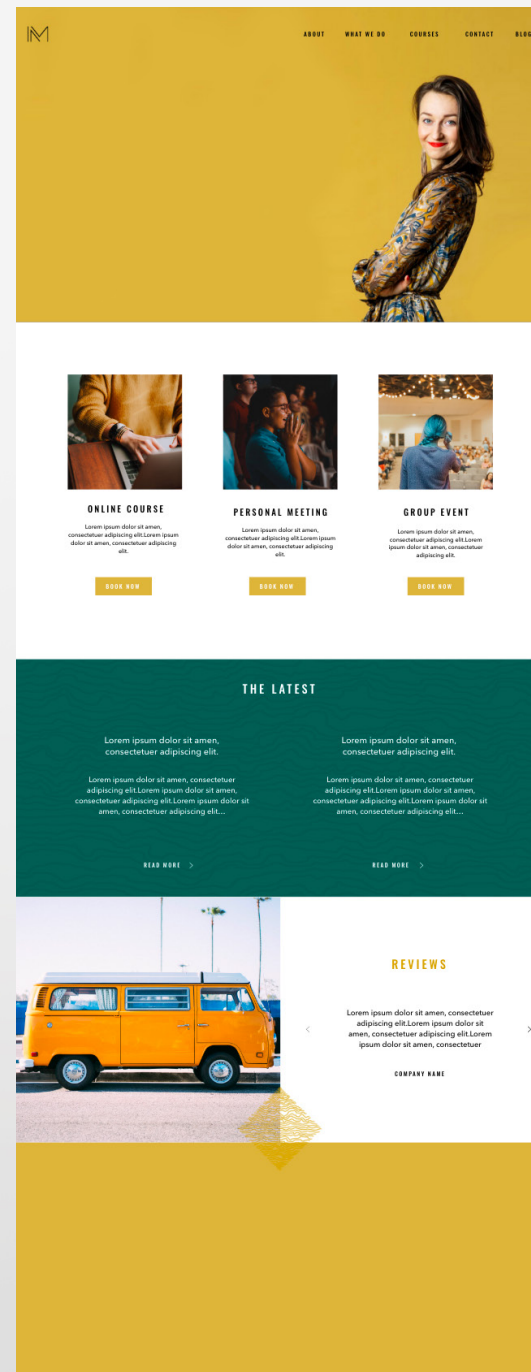 M
ABOUT WHAT WE DO COURSES CONTACT BLOG
ONLINE COURSE
Lorem ipsum dolor sit amen,
consectetuer adipiscing elit.Lorem ipsum
dolor sit amen, consectetuer adipiscing
elit.
BOOK NOW
PERSONAL MEETING
Lorem ipsum dolor sit amen,
consectetuer adipiscing elit.Lorem ipsum
dolor sit amen, consectetuer adipiscing
elit.
BOOK NOW
GROUP EVENT
Lorem ipsum dolor sit amen,
consectetuer adipiscing elit.Lorem
ipsum dolor sit amen, consectetuer
adipiscing elit.
BOOK NOW
THE LATEST
Lorem ipsum dolor sit amen,
consectetuer adipiscing elit.
Lorem ipsum dolor sit amen, consectetuer
adipiscing elit.Lorem ipsum dolor sit amen,
consectetuer adipiscing elit.Lorem ipsum dolor sit
amen, consectetuer adipiscing elit...
READ MORE >
Lorem ipsum dolor sit amen,
consectetuer adipiscing elit.
Lorem ipsum dolor sit amen, consectetuer
adipiscing elit.Lorem ipsum dolor sit amen,
consectetuer adipiscing elit.Lorem ipsum dolor sit
amen, consectetuer adipiscing elit...
READ MORE >
REVIEWS
Lorem ipsum dolor sit amen, consectetuer
adipiscing elit.Lorem ipsum dolor sit
amen, consectetuer adipiscing elit.Lorem
ipsum dolor sit amen, consectetuer
COMPANY NAME